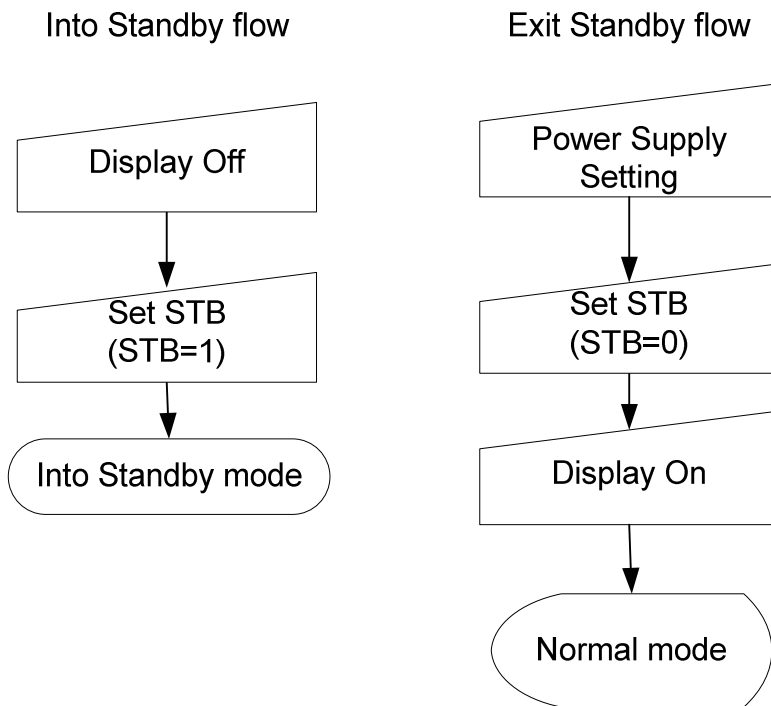 Into Standby flow
Display Off
Set STB
(STB=1)
Into Standby mode
Exit Standby flow
Power Supply
Setting
Set STB
(STB=0)
Display On
Normal mode